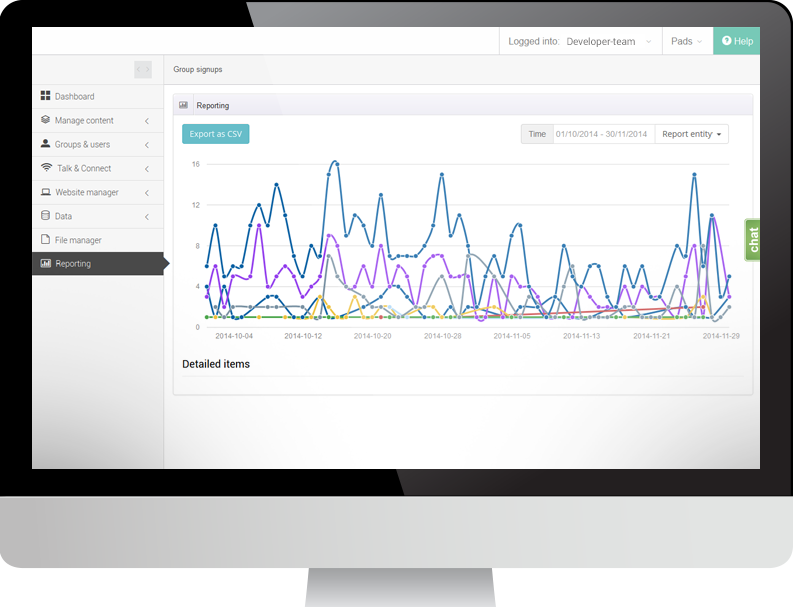 Logged into: Developer-team
Pads
Help
Group signups
Dashboard
Manage content
Groups & users
Talk & Connect
Website manager
Data
File manager
Reporting
Reporting
Export as CSV
Time 01/10/2014 - 30/11/2014 Report entity
16
12
8
4
0
2014-10-04 2014-10-12 2014-10-20 2014-10-28 2014-11-05 2014-11-13 2014-11-21 2014-11-29
Detailed items
chat